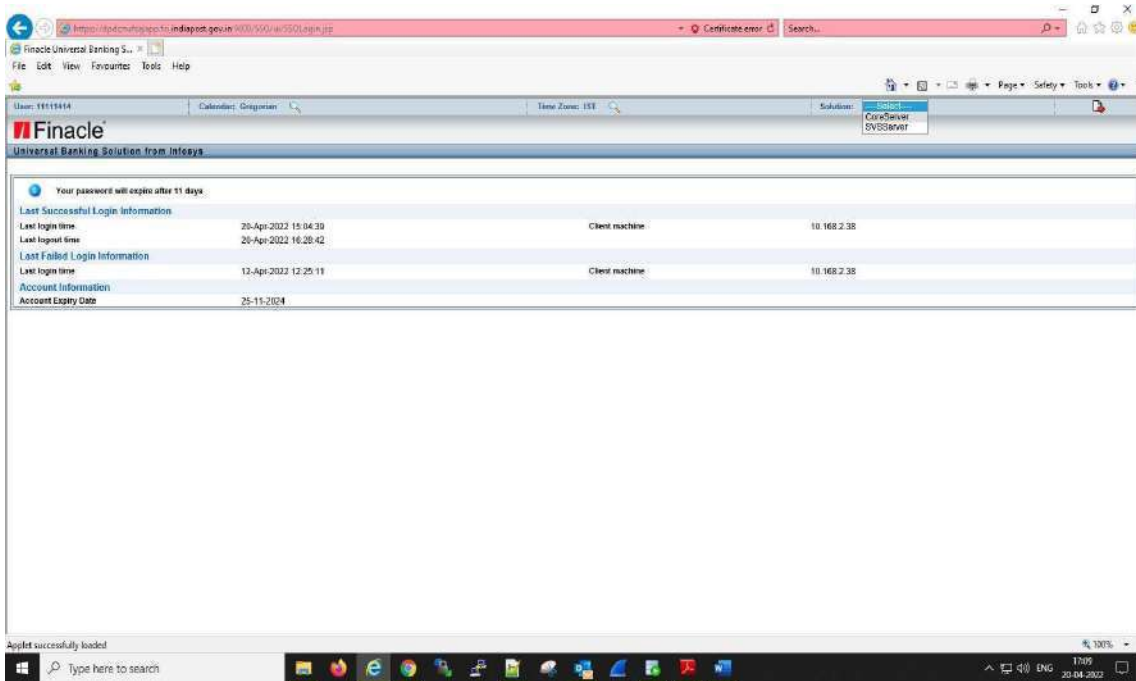 indiapost.gov.in
Certificate error
Search...
Finacle Universal Banking S...
File Edit View Favourites Tools Help
Page Safety Tools
User: 11111414 Calendar: Gregorian Time Zone: IST Solution: ----Select----
CoreServer
SVSServer
Finacle
Universal Banking Solution from Infosys
Your password will expire after 11 days
Last Successful Login Information
Last login time 20-Apr-2022 15:04:39 Client machine 10.168.2.38
Last logout time 20-Apr-2022 16:28:42
Last Failed Login Information
Last login time 12-Apr-2022 12:25:11 Client machine 10.168.2.38
Account Information
Account Expiry Date 25-11-2024
Applet successfully loaded 100%
Type here to search ENG 17:09
20-04-2022